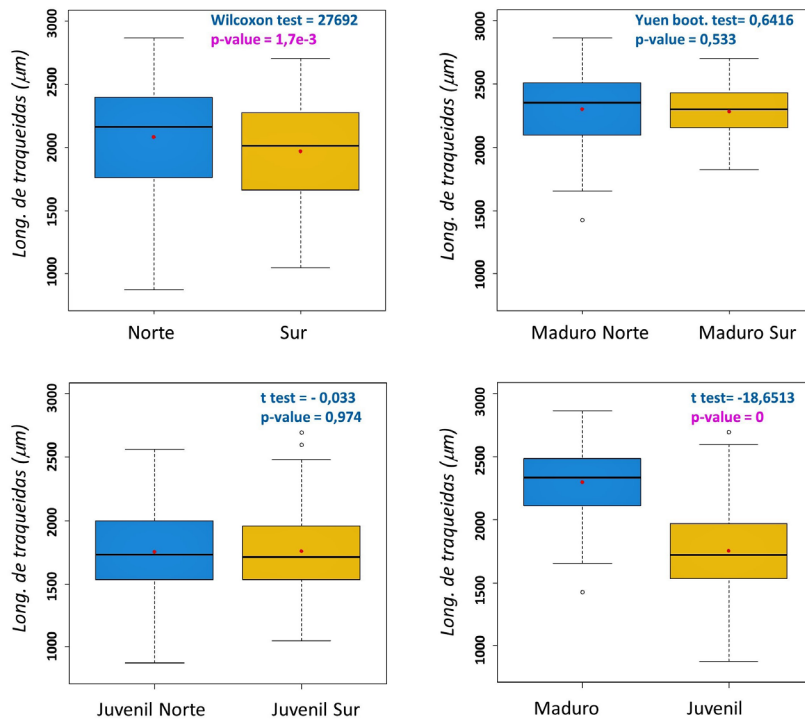 Wilcoxon test = 27692
p-value = 1,7e-3
Long. de traqueidas (μm)
3000
2500
2000
1500
1000
Norte
Sur
Yuen boot. test= 0,6416
p-value = 0,533
Long. de traqueidas (μm)
3000
2500
2000
1500
1000
Maduro Norte
Maduro Sur
t test = - 0,033
p-value = 0,974
Long. de traqueidas (μm)
3000
2500
2000
1500
1000
Juvenil Norte
Juvenil Sur
t test= -18,6513
p-value = 0
Long. de traqueidas (μm)
3000
2500
2000
1500
1000
Maduro
Juvenil